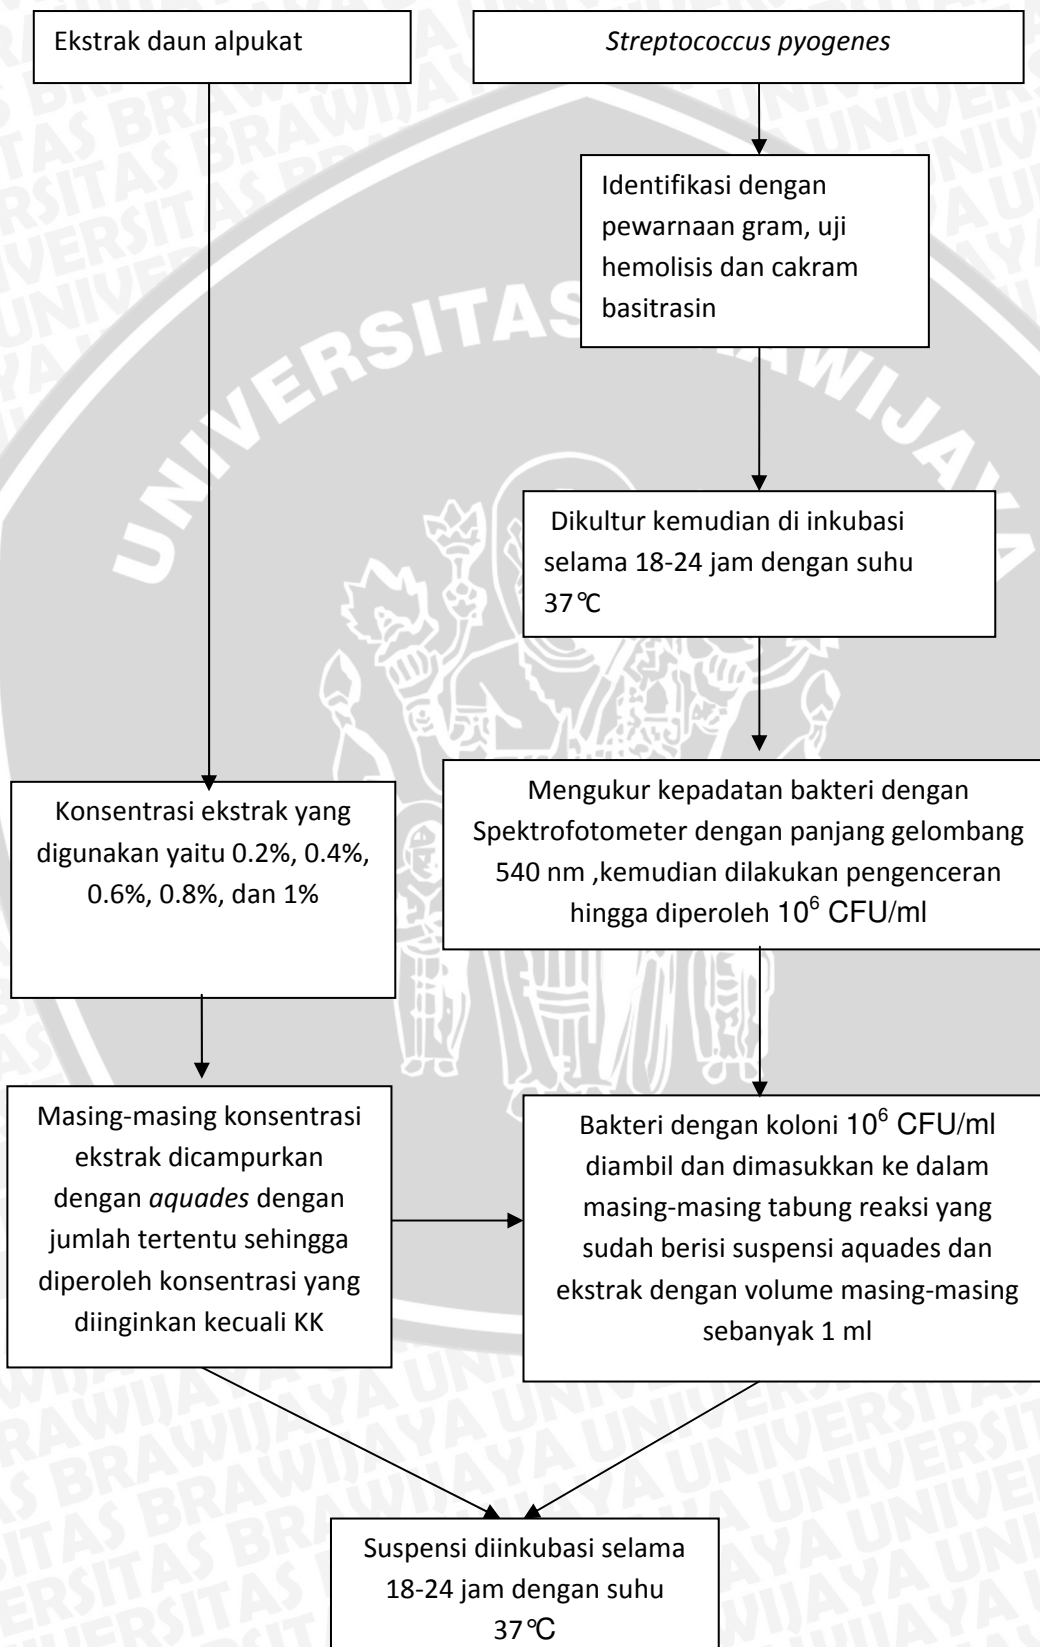 Ekstrak daun alpukat
Streptococcus pyogenes
Identifikasi dengan
pewarnaan gram, uji
hemolisis dan cakram
basitrasin
Dikultur kemudian di inkubasi
selama 18-24 jam dengan suhu
37℃
Konsentrasi ekstrak yang
digunakan yaitu 0.2%, 0.4%,
0.6%, 0.8%, dan 1%
Mengukur kepadatan bakteri dengan
Spektrofotometer dengan panjang gelombang
540 nm ,kemudian dilakukan pengenceran
hingga diperoleh 10⁶ CFU/ml
Masing-masing konsentrasi
ekstrak dicampurkan
dengan aquades dengan
jumlah tertentu sehingga
diperoleh konsentrasi yang
diinginkan kecuali KK
Bakteri dengan koloni 10⁶ CFU/ml
diambil dan dimasukkan ke dalam
masing-masing tabung reaksi yang
sudah berisi suspensi aquades dan
ekstrak dengan volume masing-masing
sebanyak 1 ml
Suspensi diinkubasi selama
18-24 jam dengan suhu
37℃
UNIVERSITAS AWIJAYA